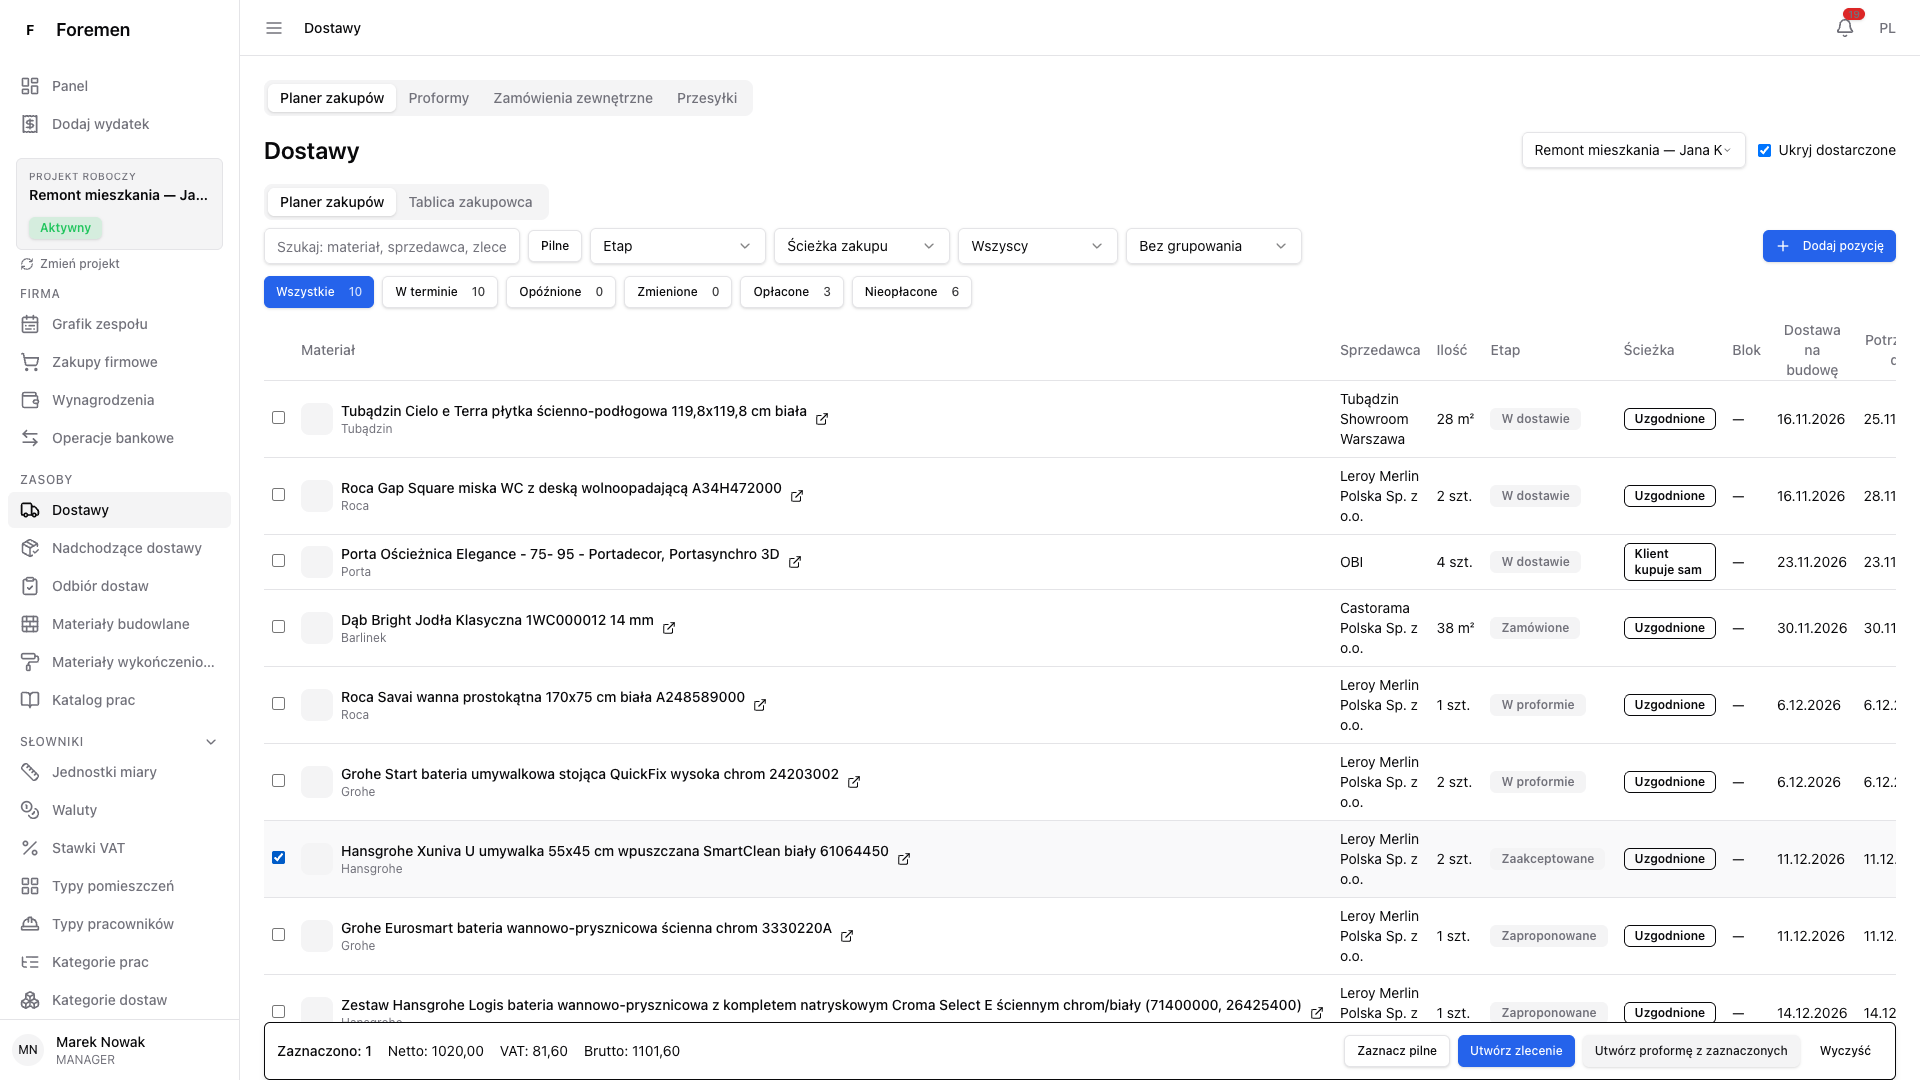 F Foremen
Dostawy
PL
Panel
Dodaj wydatek
PROJEKT ROBOCZY
Remont mieszkania — Ja...
Aktywny
Zmień projekt
FIRMA
Grafik zespołu
Zakupy firmowe
Wynagrodzenia
Operacje bankowe
ZASOBY
Dostawy
Nadchodzące dostawy
Odbiór dostaw
Materiały budowlane
Materiały wykończenio...
Katalog prac
SŁOWNIKI
Jednostki miary
Waluty
Stawki VAT
Typy pomieszczeń
Typy pracowników
Kategorie prac
Kategorie dostaw
MN Marek Nowak
MANAGER
Planer zakupów Proformy Zamówienia zewnętrzne Przesyłki
Dostawy
Remont mieszkania — Jana K
Ukryj dostarczone
Planer zakupów Tablica zakupowca
Szukaj: materiał, sprzedawca, zlece
Pilne
Etap
Ścieżka zakupu
Wszyscy
Bez grupowania
Dodaj pozycję
Wszystkie 10 W terminie 10 Opóźnione 0 Zmienione 0 Opłacone 3 Nieopłacone 6
Materiał Sprzedawca Ilość Etap Ścieżka Blok Dostawa na budowę
Tubądzin Cielo e Terra płytka ścienno-podłogowa 119,8x119,8 cm biała
Tubądzin
Tubądzin Showroom Warszawa 28 m² W dostawie Uzgodnione — 16.11.2026 25.11
Roca Gap Square miska WC z deską wolnoopadającą A34H472000
Roca
Leroy Merlin Polska Sp. z o.o. 2 szt. W dostawie Uzgodnione — 16.11.2026 28.11
Porta Ościeżnica Elegance - 75- 95 - Portadecor, Portasynchro 3D
Porta
OBI 4 szt. W dostawie Klient kupuje sam — 23.11.2026 23.11
Dąb Bright Jodła Klasyczna 1WC000012 14 mm
Barlinek
Castorama Polska Sp. z o.o. 38 m² Zamówione Uzgodnione — 30.11.2026 30.11
Roca Savai wanna prostokątna 170x75 cm biała A248589000
Roca
Leroy Merlin Polska Sp. z o.o. 1 szt. W proformie Uzgodnione — 6.12.2026 6.12.
Grohe Start bateria umywalkowa stojąca QuickFix wysoka chrom 24203002
Grohe
Leroy Merlin Polska Sp. z o.o. 2 szt. W proformie Uzgodnione — 6.12.2026 6.12.
Hansgrohe Xuniva U umywalka 55x45 cm wpuszczana SmartClean biały 61064450
Hansgrohe
Leroy Merlin Polska Sp. z o.o. 2 szt. Zaakceptowane Uzgodnione — 11.12.2026 11.12.
Grohe Eurosmart bateria wannowo-prysznicowa ścienna chrom 3330220A
Grohe
Leroy Merlin Polska Sp. z o.o. 1 szt. Zaproponowane Uzgodnione — 11.12.2026 11.12.
Zestaw Hansgrohe Logis bateria wannowo-prysznicowa z kompletem natryskowym Croma Select E ściennym chrom/biały (71400000, 26425400)
Leroy Merlin Polska Sp. z 1 szt. Zaproponowane Uzgodnione — 14.12.2026 14.12
Zaznaczono: 1 Netto: 1020,00 VAT: 81,60 Brutto: 1101,60
Zaznacz pilne Utwórz zlecenie Utwórz proformę z zaznaczonych Wyczyść